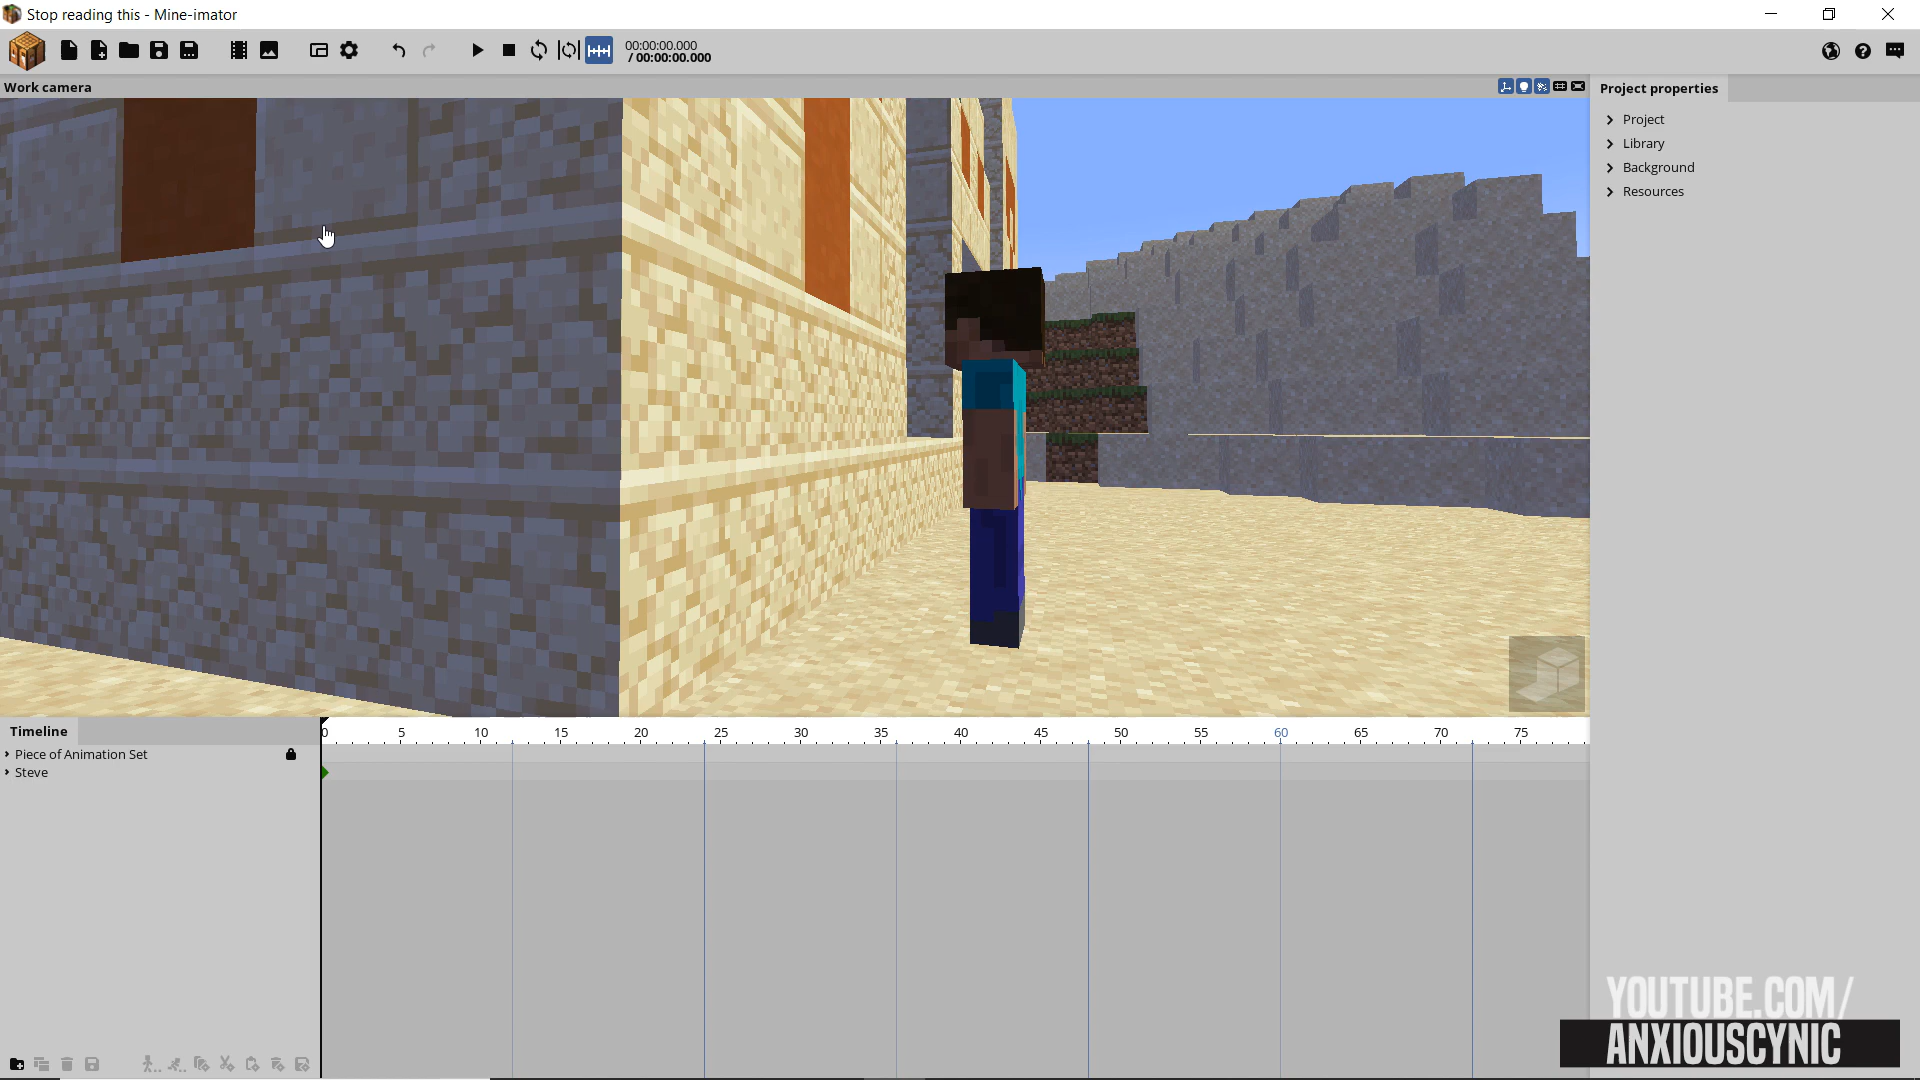 Stop reading this - Mine-imator
00:00:00.000
/ 00:00:00.000
Work camera
Project properties
Project
Library
Background
Resources
Timeline
0 5 10 15 20 25 30 35 40 45 50 55 60 65 70 75
Piece of Animation Set
Steve
YOUTUBE.COM/
ANXIOUSCYNIC